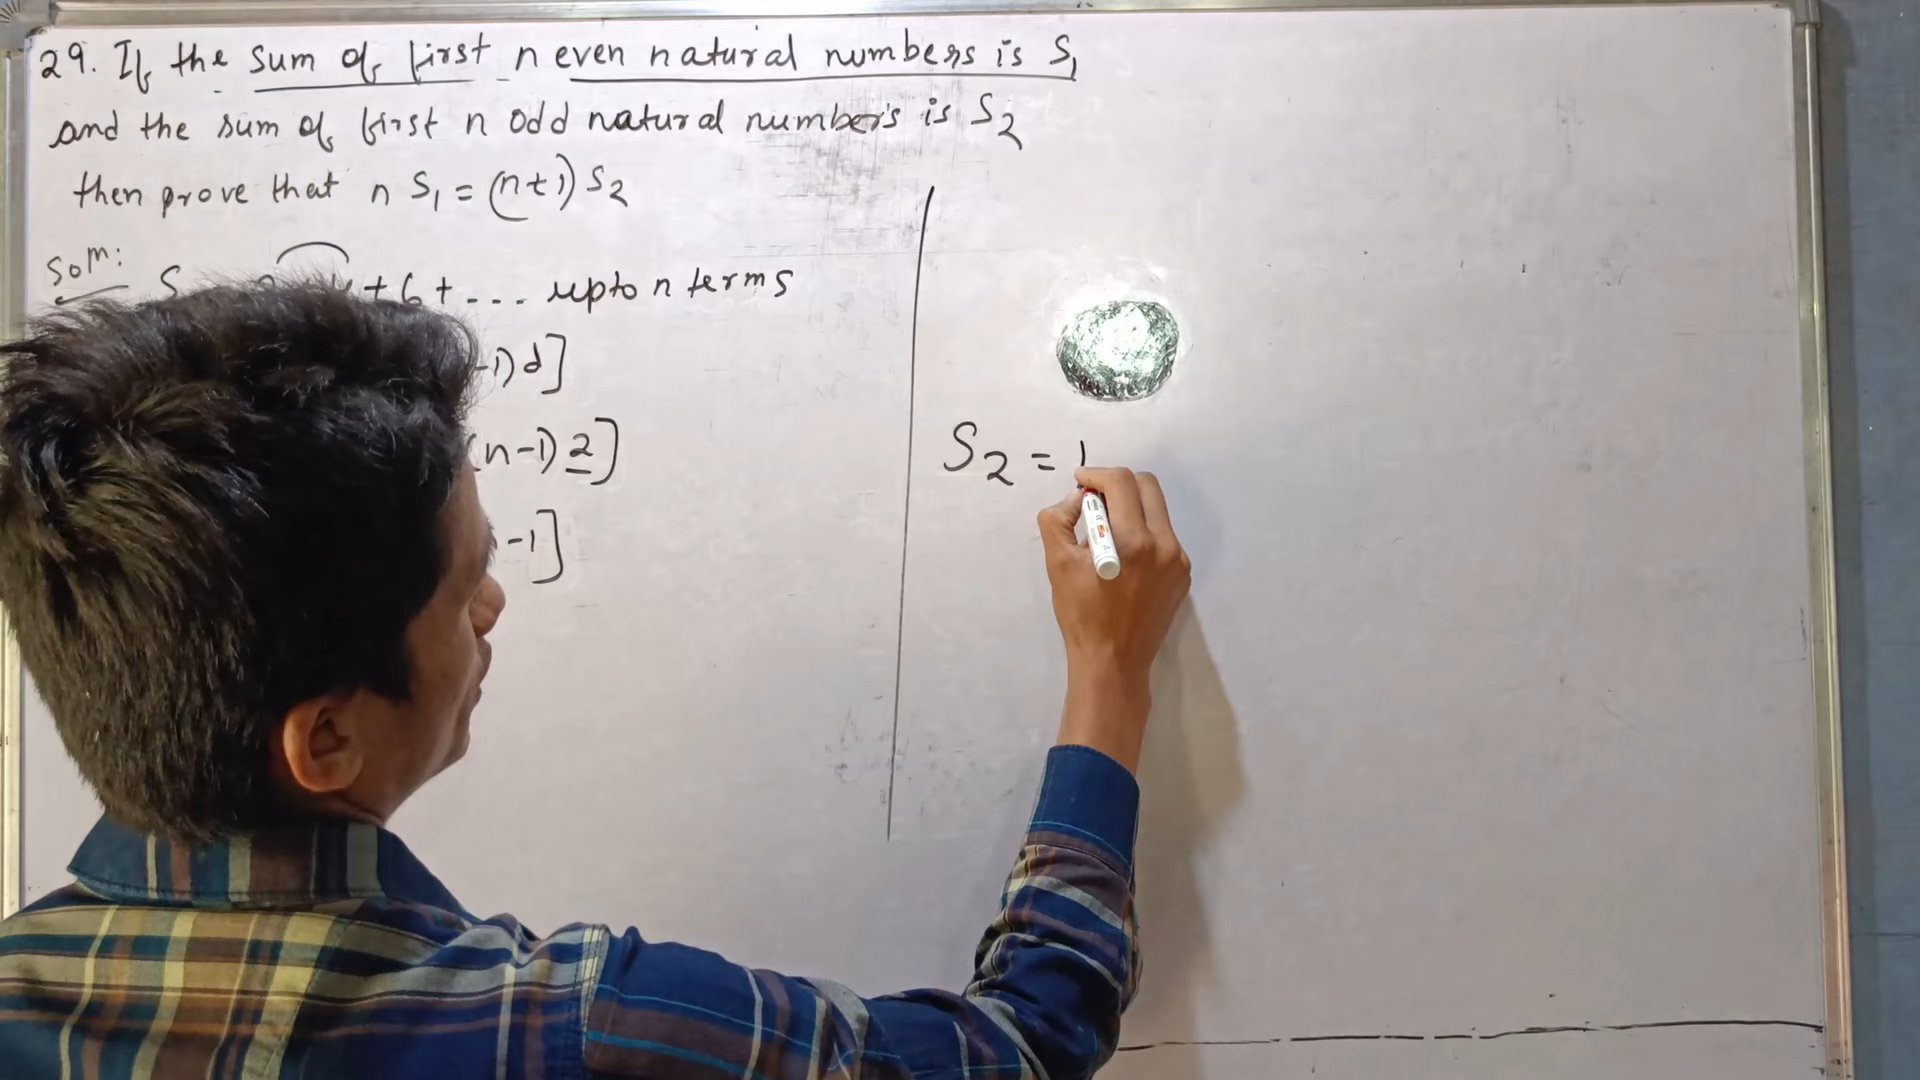 29. If the sum of first n even natural numbers is S₁
and the sum of first n odd natural numbers is S₂
then prove that n S₁ = (n+1) S₂
Soln:
S +6+... upto n terms
-1)d]
(n-1)2]
-1]
S₂ = 1